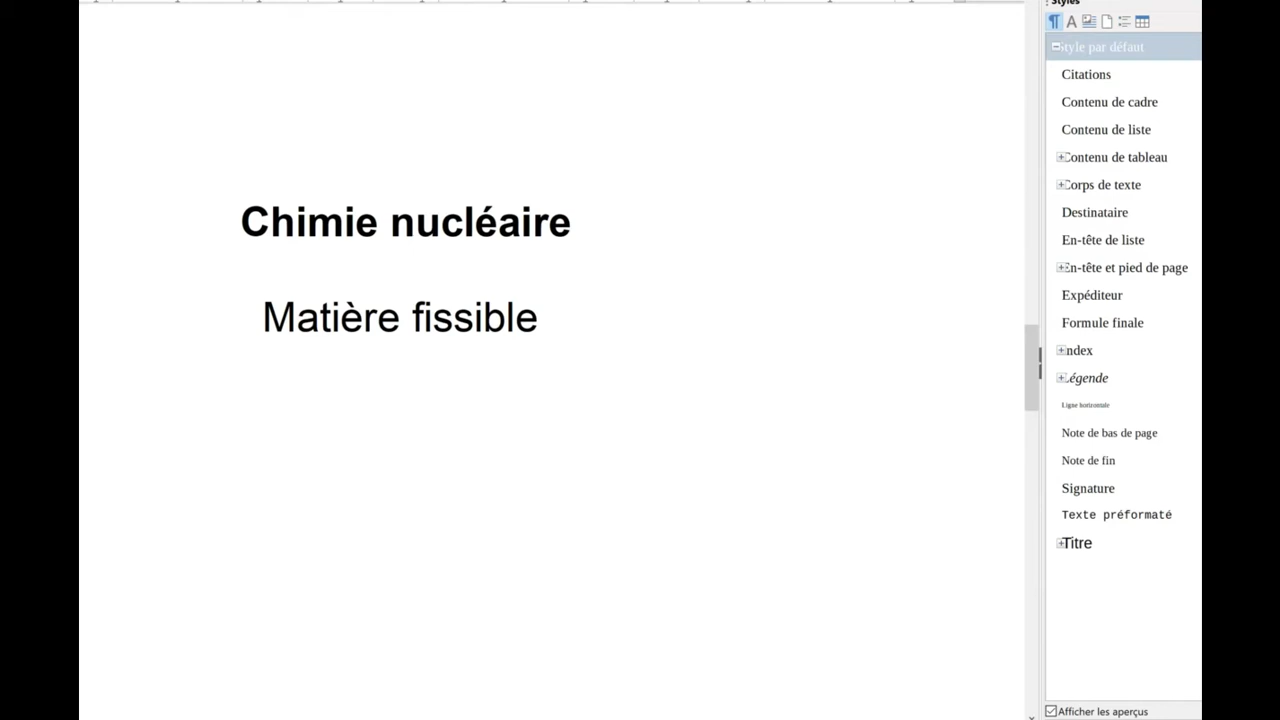 Styles
Chimie nucléaire
Matière fissible
Style par défaut
Citations
Contenu de cadre
Contenu de liste
Contenu de tableau
Corps de texte
Destinataire
En-tête de liste
En-tête et pied de page
Expéditeur
Formule finale
Index
Légende
Ligne horizontale
Note de bas de page
Note de fin
Signature
Texte préformaté
Titre
Afficher les aperçus